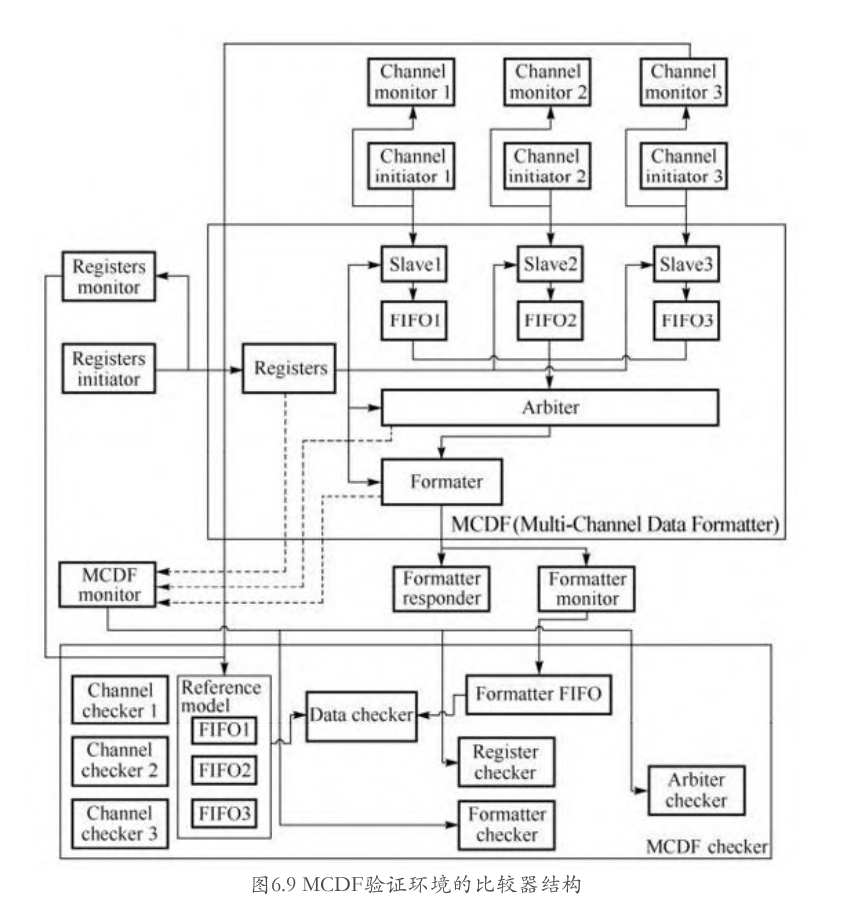 Channel
monitor 1
Channel
monitor 2
Channel
monitor 3
Channel
initiator 1
Channel
initiator 2
Channel
initiator 3
Registers
monitor
Slave1
Slave2
Slave3
FIFO1
FIFO2
FIFO3
Registers
initiator
Registers
Arbiter
Formater
MCDF(Multi-Channel Data Formatter)
MCDF
monitor
Formatter
responder
Formatter
monitor
Channel
checker 1
Reference
model
FIFO1
Data checker
Formatter FIFO
Channel
checker 2
FIFO2
Register
checker
Arbiter
checker
Channel
checker 3
FIFO3
Formatter
checker
MCDF checker
图6.9 MCDF验证环境的比较器结构